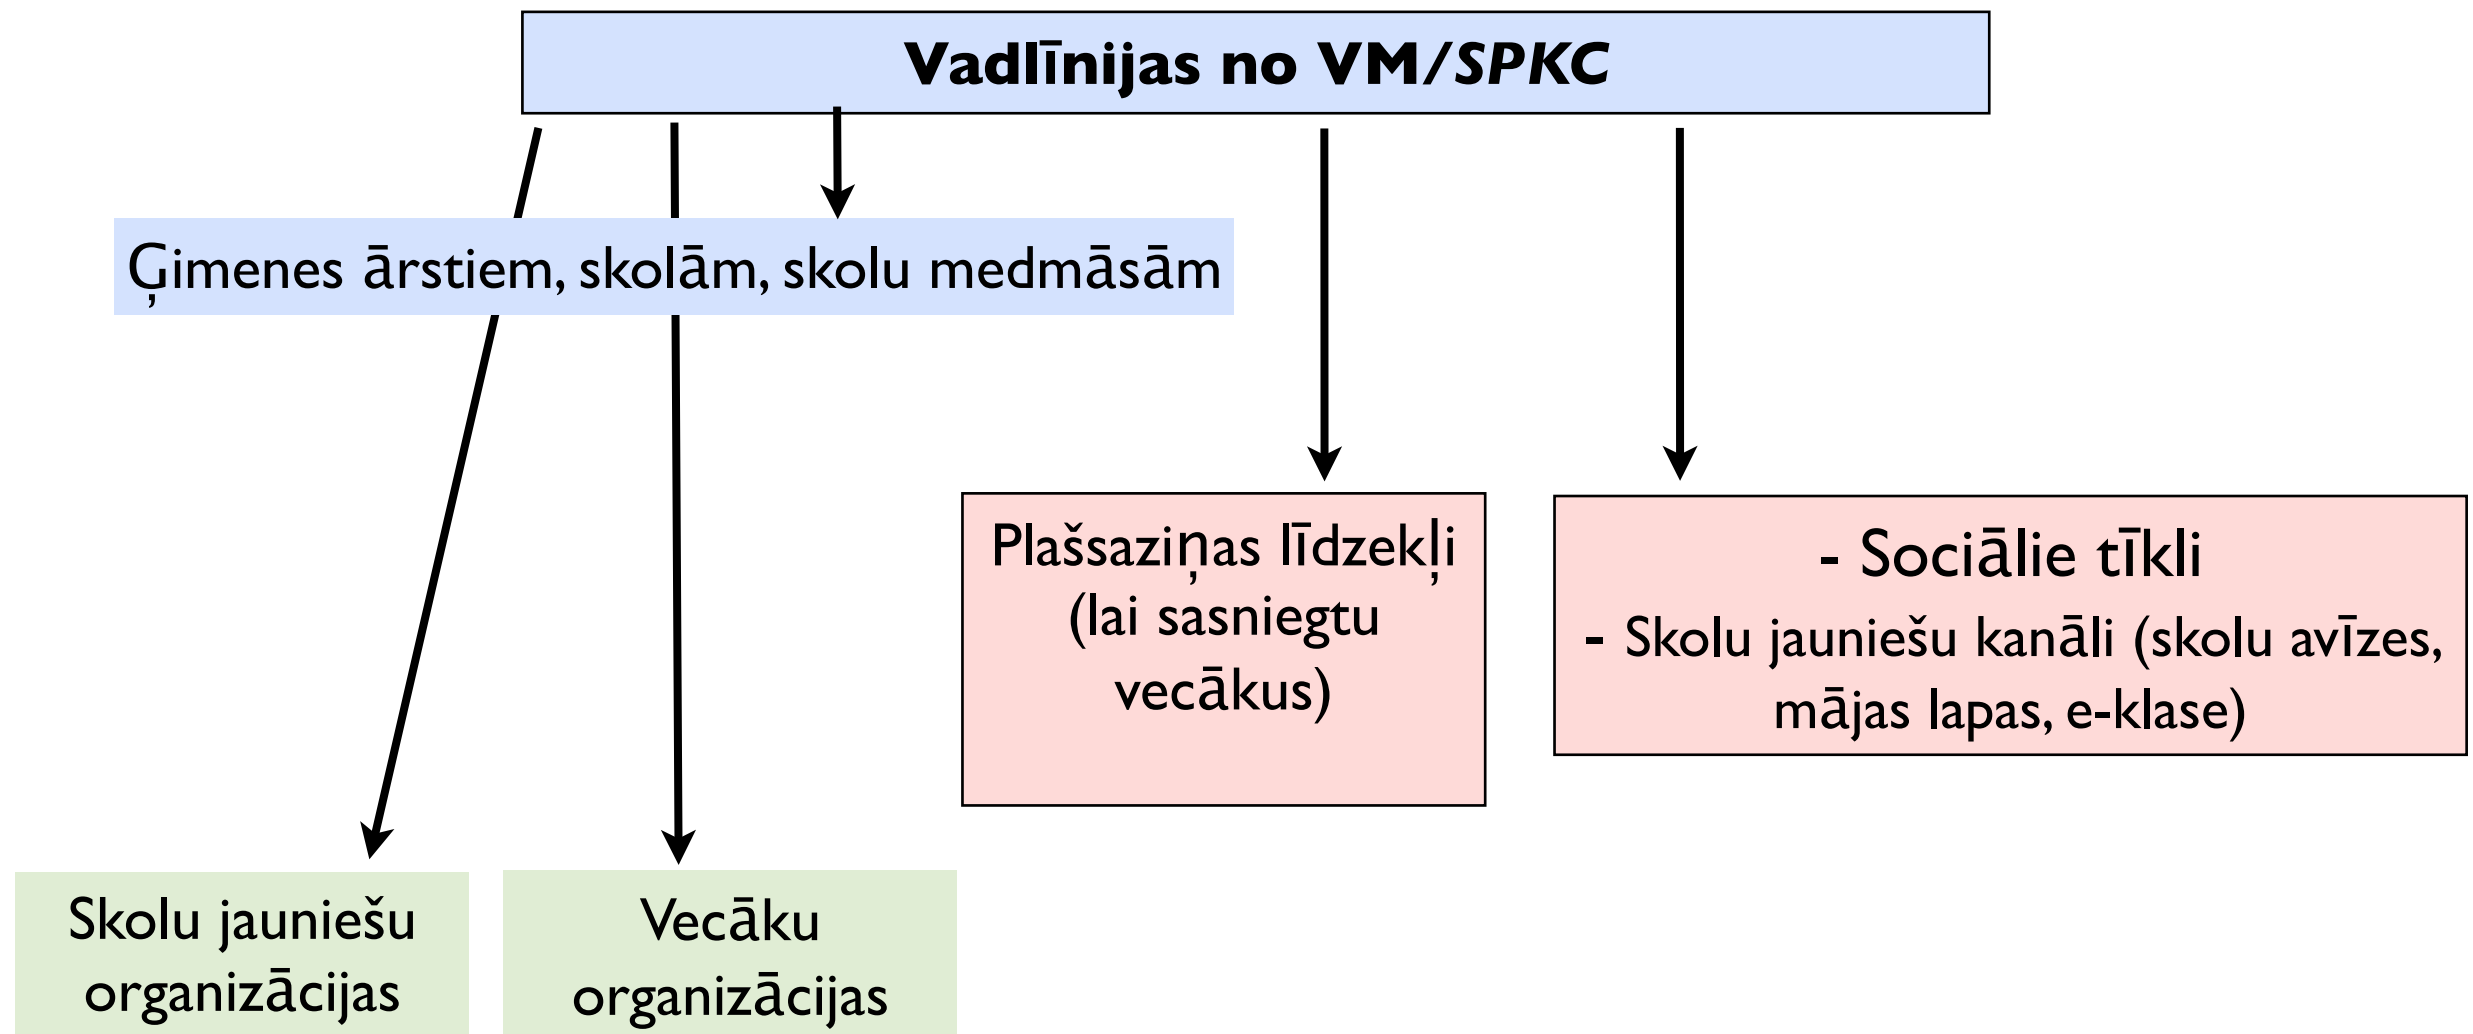 Vadlīnijas no VM/SPKC
Ģimenes ārstiem, skolām, skolu medmāsām
Plašsaziņas līdzekļi
(lai sasniegtu
vecākus)
- Sociālie tīkli
- Skolu jauniešu kanāli (skolu avīzes,
mājas lapas, e-klase)
Skolu jauniešu
organizācijas
Vecāku
organizācijas